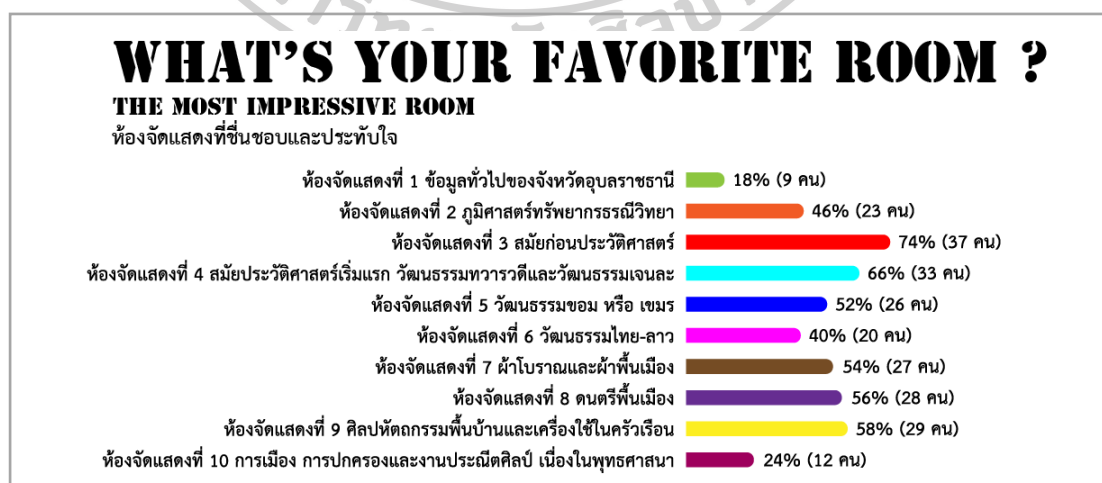 WHAT'S YOUR FAVORITE ROOM ?
THE MOST IMPRESSIVE ROOM
ห้องจัดแสดงที่ชื่นชอบและประทับใจ
ห้องจัดแสดงที่ 1 ข้อมูลทั่วไปของจังหวัดอุบลราชธานี 18% (9 คน)
ห้องจัดแสดงที่ 2 ภูมิศาสตร์ทรัพยากรธรณีวิทยา 46% (23 คน)
ห้องจัดแสดงที่ 3 สมัยก่อนประวัติศาสตร์ 74% (37 คน)
ห้องจัดแสดงที่ 4 สมัยประวัติศาสตร์เริ่มแรก วัฒนธรรมทวารวดีและวัฒนธรรมเจนละ 66% (33 คน)
ห้องจัดแสดงที่ 5 วัฒนธรรมขอม หรือ เขมร 52% (26 คน)
ห้องจัดแสดงที่ 6 วัฒนธรรมไทย-ลาว 40% (20 คน)
ห้องจัดแสดงที่ 7 ผ้าโบราณและผ้าพื้นเมือง 54% (27 คน)
ห้องจัดแสดงที่ 8 ดนตรีพื้นเมือง 56% (28 คน)
ห้องจัดแสดงที่ 9 ศิลปหัตถกรรมพื้นบ้านและเครื่องใช้ในครัวเรือน 58% (29 คน)
ห้องจัดแสดงที่ 10 การเมือง การปกครองและงานประณีตศิลป์ เนื่องในพุทธศาสนา 24% (12 คน)